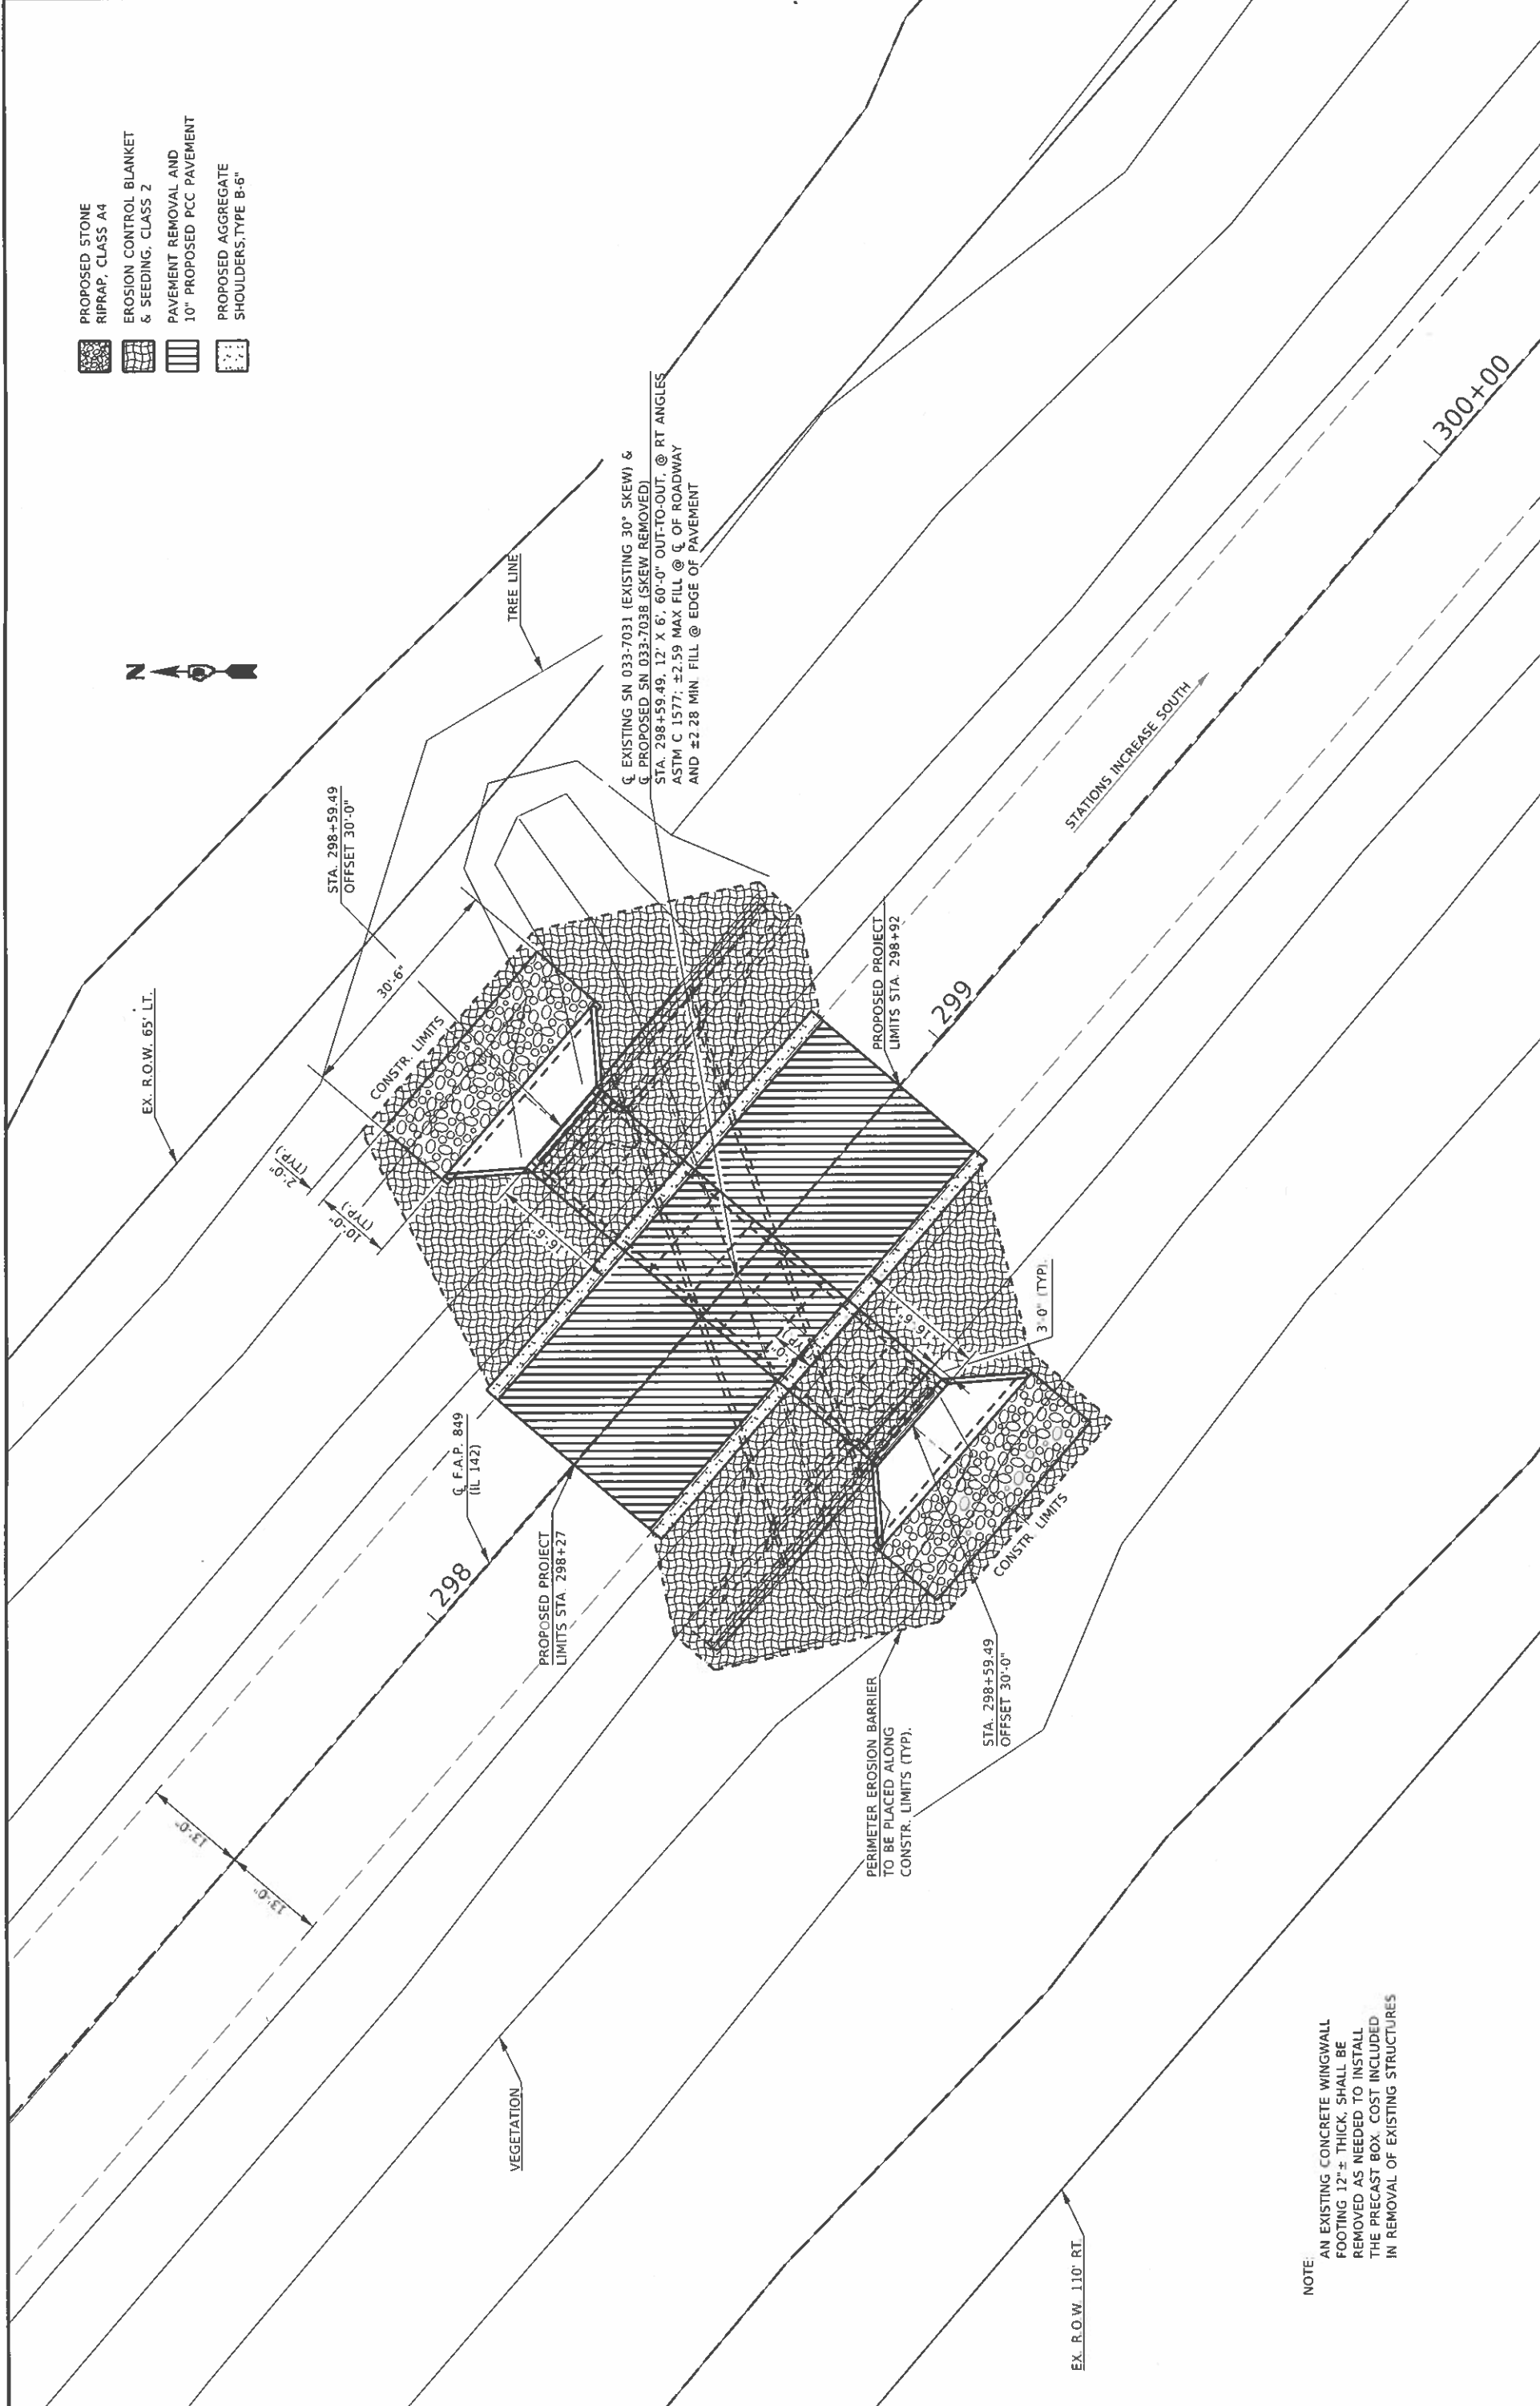 PROPOSED STONE
RIPRAP, CLASS A4
EROSION CONTROL BLANKET
& SEEDING, CLASS 2
PAVEMENT REMOVAL AND
10" PROPOSED PCC PAVEMENT
PROPOSED AGGREGATE
SHOULDERS,TYPE B-6"
N
TREE LINE
EX. R.O.W. 65' LT.
STA. 298+59.49
OFFSET 30'-0"
30'-6"
CONSTR. LIMITS
2'-0"
(TYP.)
10'-0"
(TYP.)
16'-6"
℄ EXISTING SN 033-7031 (EXISTING 30° SKEW) &
℄ PROPOSED SN 033-7038 (SKEW REMOVED)
STA. 298+59.49, 12' X 6', 60'-0" OUT-TO-OUT, @ RT ANGLES
ASTM C 1577; ±2.59 MAX FILL @ ℄ OF ROADWAY
AND ±2.28 MIN. FILL @ EDGE OF PAVEMENT
STATIONS INCREASE SOUTH
300+00
299
PROPOSED PROJECT
LIMITS STA. 298+92
℄ F.A.P. 849
(IL 142)
298
PROPOSED PROJECT
LIMITS STA. 298+27
16'-6"
3'-0" (TYP).
CONSTR. LIMITS
STA. 298+59.49
OFFSET 30'-0"
PERIMETER EROSION BARRIER
TO BE PLACED ALONG
CONSTR. LIMITS (TYP).
13'-0"
13'-0"
VEGETATION
EX. R.O.W. 110' RT.
NOTE:
AN EXISTING CONCRETE WINGWALL
FOOTING 12"± THICK, SHALL BE
REMOVED AS NEEDED TO INSTALL
THE PRECAST BOX. COST INCLUDED
IN REMOVAL OF EXISTING STRUCTURES